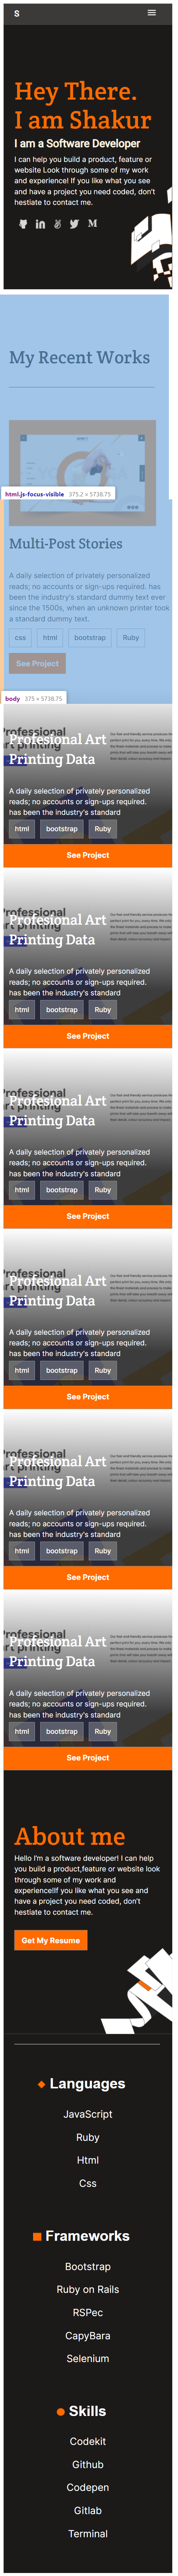 S
Hey There.
I am Shakur
I am a Software Developer
I can help you build a product, feature or
website Look through some of my work
and experience! If you like what you see
and have a project you need coded, don't
hestiate to contact me.
in
M
My Recent Works
html.js-focus-visible 375.2 × 5738.75
Multi-Post Stories
A daily selection of privately personalized
reads; no accounts or sign-ups required. has
been the industry's standard dummy text ever
since the 1500s, when an unknown printer took
a standard dummy text.
css html bootstrap Ruby
See Project
body 375 × 5738.75
Profesional Art
Printing Data
A daily selection of privately personalized
reads; no accounts or sign-ups required.
has been the industry's standard
html bootstrap Ruby
See Project
Profesional Art
Printing Data
A daily selection of privately personalized
reads; no accounts or sign-ups required.
has been the industry's standard
html bootstrap Ruby
See Project
Profesional Art
Printing Data
A daily selection of privately personalized
reads; no accounts or sign-ups required.
has been the industry's standard
html bootstrap Ruby
See Project
Profesional Art
Printing Data
A daily selection of privately personalized
reads; no accounts or sign-ups required.
has been the industry's standard
html bootstrap Ruby
See Project
Profesional Art
Printing Data
A daily selection of privately personalized
reads; no accounts or sign-ups required.
has been the industry's standard
html bootstrap Ruby
See Project
Profesional Art
Printing Data
A daily selection of privately personalized
reads; no accounts or sign-ups required.
has been the industry's standard
html bootstrap Ruby
See Project
About me
Hello I'm a software developer! I can help
you build a product,feature or website look
through some of my work and
experience!If you like what you see and
have a project you need coded, don't
hestiate to contact me.
Get My Resume
Languages
JavaScript
Ruby
Html
Css
Frameworks
Bootstrap
Ruby on Rails
RSPec
CapyBara
Selenium
Skills
Codekit
Github
Codepen
Gitlab
Terminal